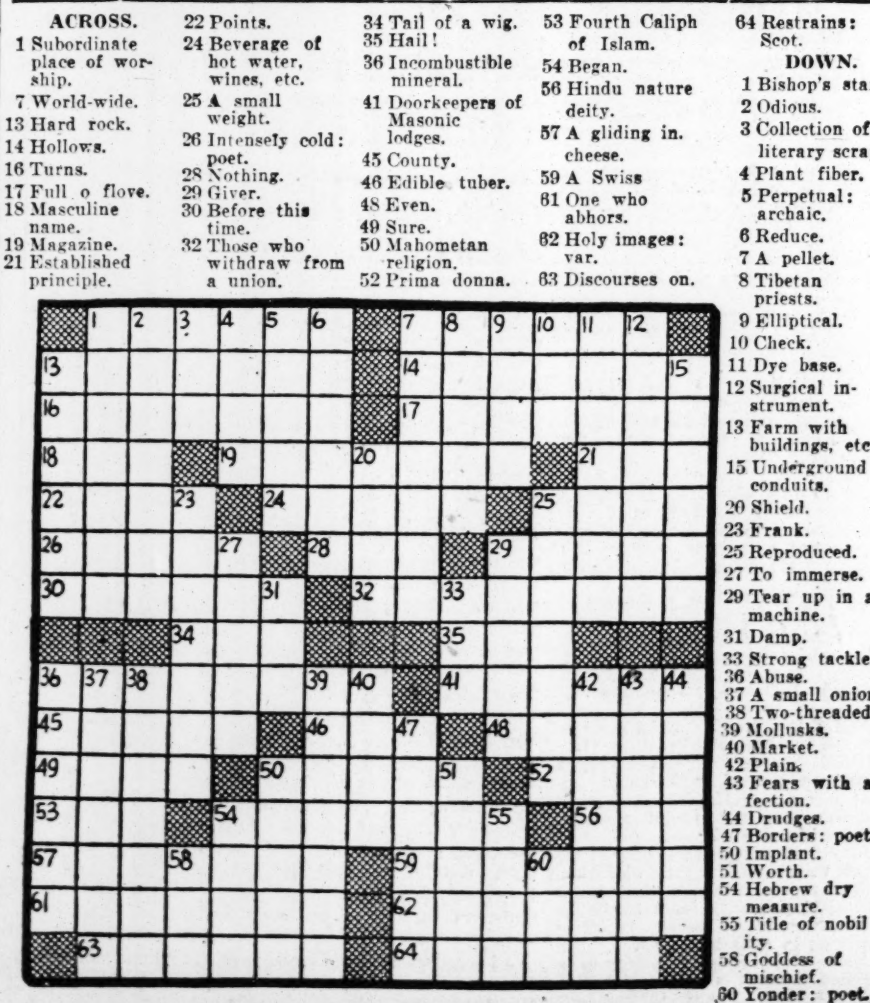 ACROSS.
1 Subordinate
place of wor-
ship.
7 World-wide.
13 Hard rock.
14 Hollows.
16 Turns.
17 Full o flove.
18 Masculine
name.
19 Magazine.
21 Established
principle.
22 Points.
24 Beverage of
hot water,
wines, etc.
25 A small
weight.
26 Intensely cold:
poet.
28 Nothing.
29 Giver.
30 Before this
time.
32 Those who
withdraw from
a union.
34 Tail of a wig.
35 Hail!
36 Incombustible
mineral.
41 Doorkeepers of
Masonic
lodges.
45 County.
46 Edible tuber.
48 Even.
49 Sure.
50 Mahometan
religion.
52 Prima donna.
53 Fourth Caliph
of Islam.
54 Began.
56 Hindu nature
deity.
57 A gliding in.
cheese.
59 A Swiss
61 One who
abhors.
62 Holy images:
var.
63 Discourses on.
64 Restrains:
Scot.
DOWN.
1 Bishop's sta
2 Odious.
3 Collection of
literary scra
4 Plant fiber.
5 Perpetual:
archaic.
6 Reduce.
7 A pellet.
8 Tibetan
priests.
9 Elliptical.
10 Check.
11 Dye base.
12 Surgical in-
strument.
13 Farm with
buildings, etc
15 Underground
conduits.
20 Shield.
23 Frank.
25 Reproduced.
27 To immerse.
29 Tear up in a
machine.
31 Damp.
33 Strong tackle
36 Abuse.
37 A small onion
38 Two-threaded
39 Mollusks.
40 Market.
42 Plain.
43 Fears with a
fection.
44 Drudges.
47 Borders: poet
50 Implant.
51 Worth.
54 Hebrew dry
measure.
55 Title of nobil
ity.
58 Goddess of
mischief.
60 Yonder: poet.
1 2 3 4 5 6 7 8 9 10 11 12
13 14 15
16 17
18 19 20 21
22 23 24 25
26 27 28 29
30 31 32 33
34 35
36 37 38 39 40 41 42 43 44
45 46 47 48
49 50 51 52
53 54 55 56
57 58 59 60
61 62
63 64